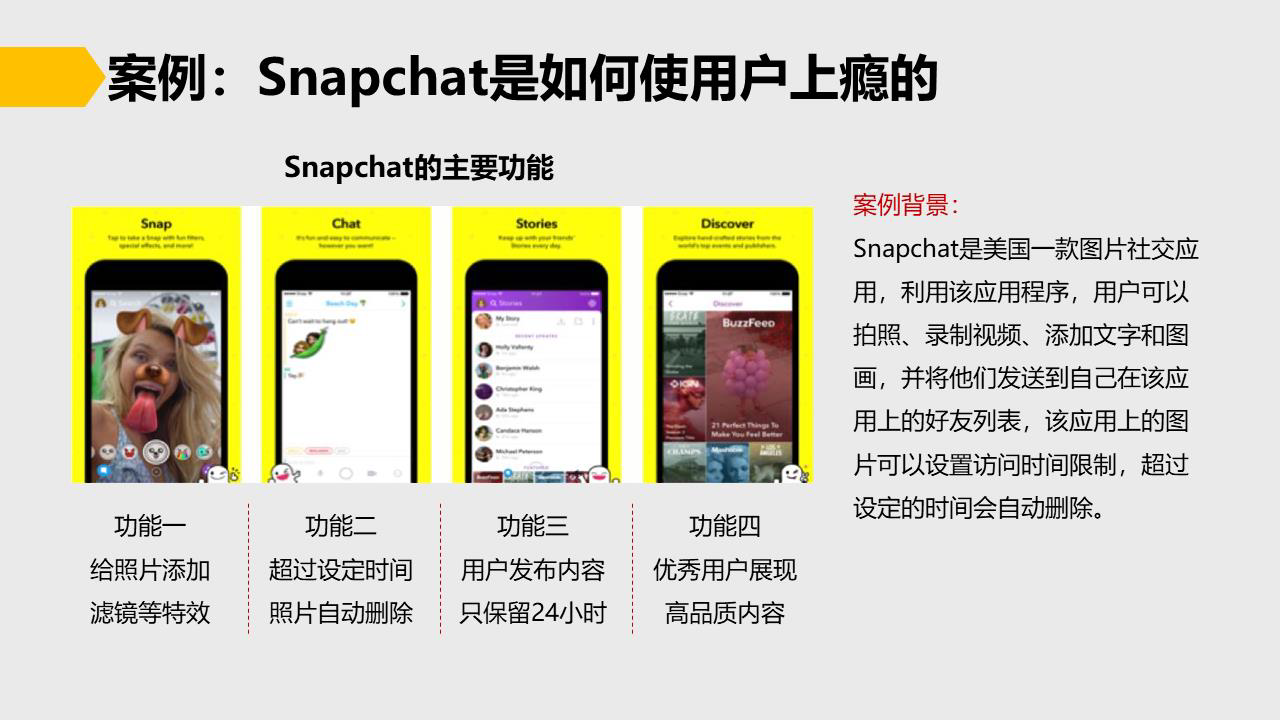 案例：Snapchat是如何使用户上瘾的
Snapchat的主要功能
Snap
Tap to take a Snap with fun filters,
special effects, and more!
Search
Chat
It's fun and easy to communicate –
however you want!
Beach Day
Can't wait to hang out!
Yay
Stories
Keep up with your friends'
Stories every day.
Stories
My Story
RECENT UPDATES
Holly Vallenty
Benjamin Walsh
Christopher King
Ada Stephens
Candace Hanson
Michael Peterson
FEATURED
BuzzFeed
Discover
Explore hand-crafted stories from the
world's top events and publishers.
Discover
BuzzFeed
IGN
21 Perfect Things To
Make You Feel Better
CHAMPS
Mashable
LOS
ANGELES
功能一
给照片添加
滤镜等特效
功能二
超过设定时间
照片自动删除
功能三
用户发布内容
只保留24小时
功能四
优秀用户展现
高品质内容
案例背景：
Snapchat是美国一款图片社交应
用，利用该应用程序，用户可以
拍照、录制视频、添加文字和图
画，并将他们发送到自己在该应
用上的好友列表，该应用上的图
片可以设置访问时间限制，超过
设定的时间会自动删除。